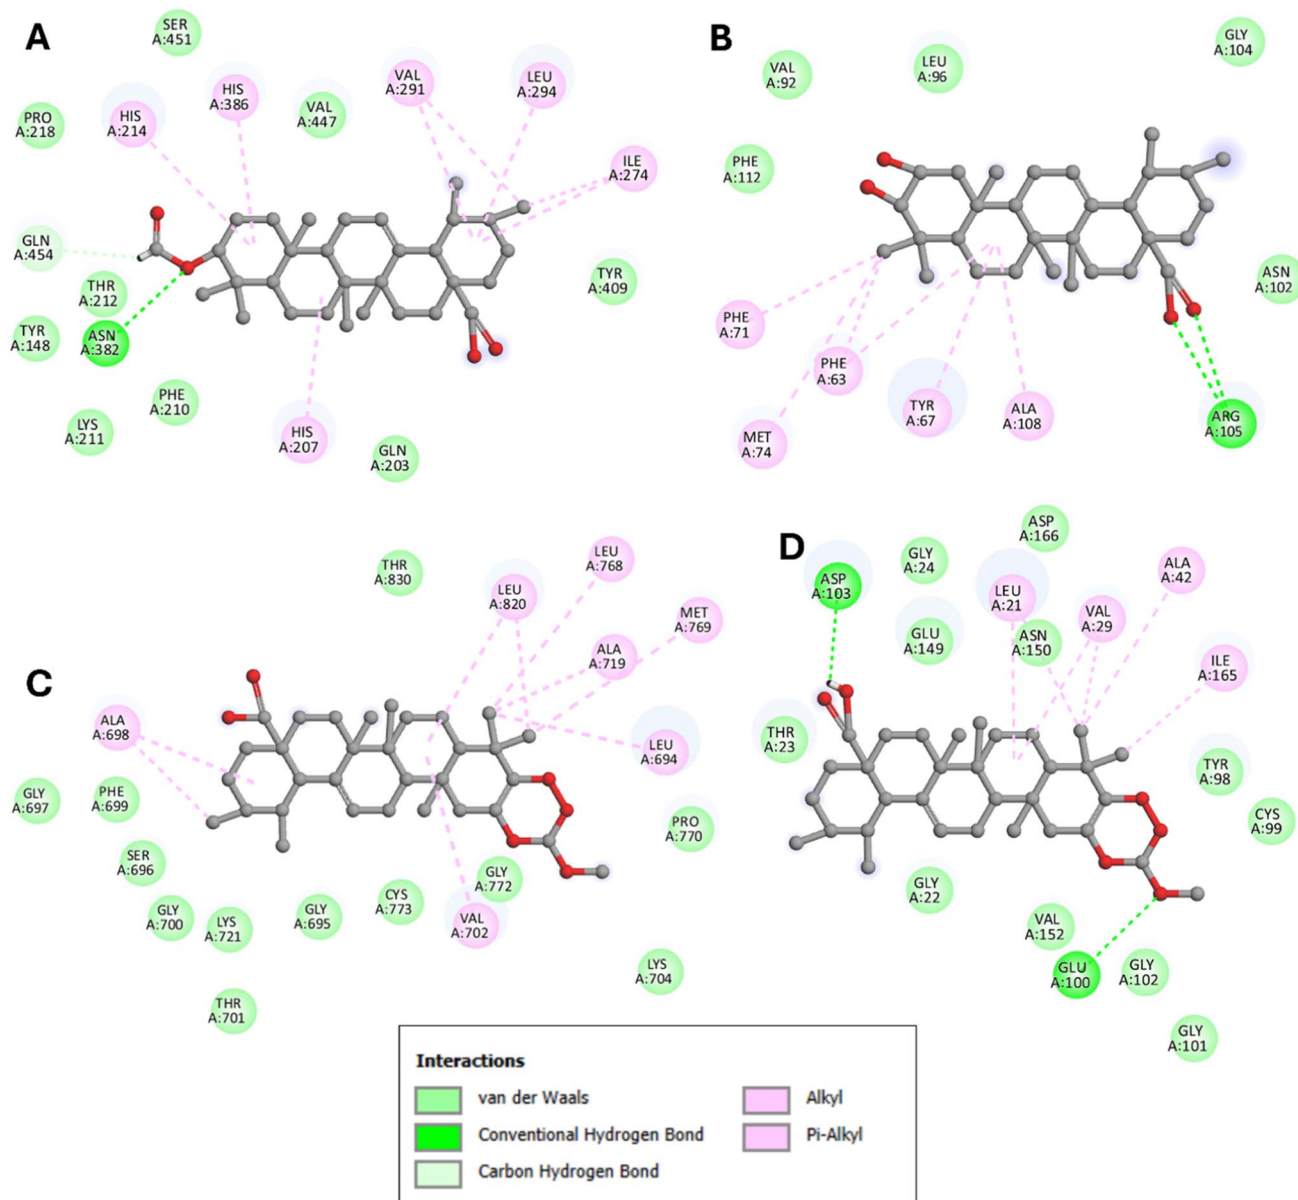 A
SER
A:451
PRO
A:218
HIS
A:214
HIS
A:386
VAL
A:447
VAL
A:291
LEU
A:294
ILE
A:274
GLN
A:454
THR
A:212
TYR
A:148
ASN
A:382
TYR
A:409
LYS
A:211
PHE
A:210
HIS
A:207
GLN
A:203
B
VAL
A:92
LEU
A:96
GLY
A:104
PHE
A:112
ASN
A:102
PHE
A:71
PHE
A:63
MET
A:74
TYR
A:67
ALA
A:108
ARG
A:105
C
THR
A:830
LEU
A:820
LEU
A:768
MET
A:769
ALA
A:719
ALA
A:698
LEU
A:694
GLY
A:697
PHE
A:699
PRO
A:770
SER
A:696
GLY
A:700
LYS
A:721
GLY
A:695
CYS
A:773
GLY
A:772
VAL
A:702
LYS
A:704
THR
A:701
D
ASP
A:103
GLY
A:24
ASP
A:166
LEU
A:21
ALA
A:42
GLU
A:149
ASN
A:150
VAL
A:29
ILE
A:165
THR
A:23
TYR
A:98
CYS
A:99
GLY
A:22
VAL
A:152
GLU
A:100
GLY
A:102
GLY
A:101
Interactions
van der Waals
Conventional Hydrogen Bond
Carbon Hydrogen Bond
Alkyl
Pi-Alkyl